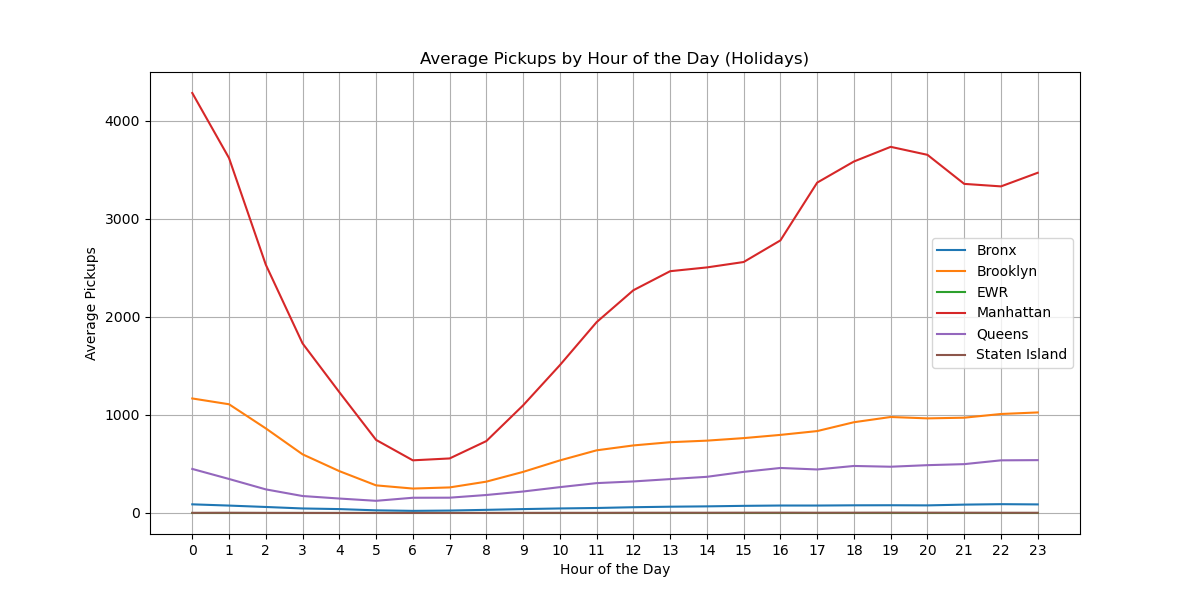 Average Pickups by Hour of the Day (Holidays)
Average Pickups
4000
3000
2000
1000
0
Bronx
Brooklyn
EWR
Manhattan
Queens
Staten Island
0 1 2 3 4 5 6 7 8 9 10 11 12 13 14 15 16 17 18 19 20 21 22 23
Hour of the Day